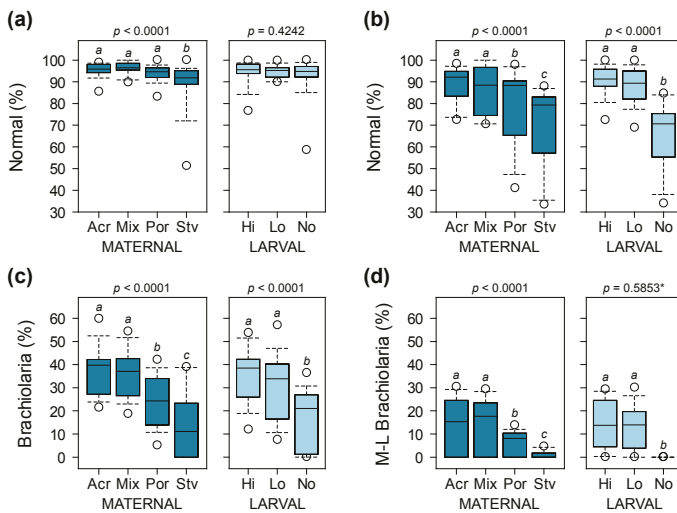 (a)
p < 0.0001
p = 0.4242
a a a b
Normal (%)
100
90
80
70
60
50
40
30
Acr Mix Por Stv
MATERNAL
Hi Lo No
LARVAL
(b)
p < 0.0001
p < 0.0001
a a b c
a a b
Normal (%)
100
90
80
70
60
50
40
30
Acr Mix Por Stv
MATERNAL
Hi Lo No
LARVAL
(c)
p < 0.0001
p < 0.0001
a a b c
a a b
Brachiolaria (%)
60
50
40
30
20
10
0
Acr Mix Por Stv
MATERNAL
Hi Lo No
LARVAL
(d)
p < 0.0001
p = 0.5853*
a a b c
a a b
M-L Brachiolaria (%)
60
50
40
30
20
10
0
Acr Mix Por Stv
MATERNAL
Hi Lo No
LARVAL